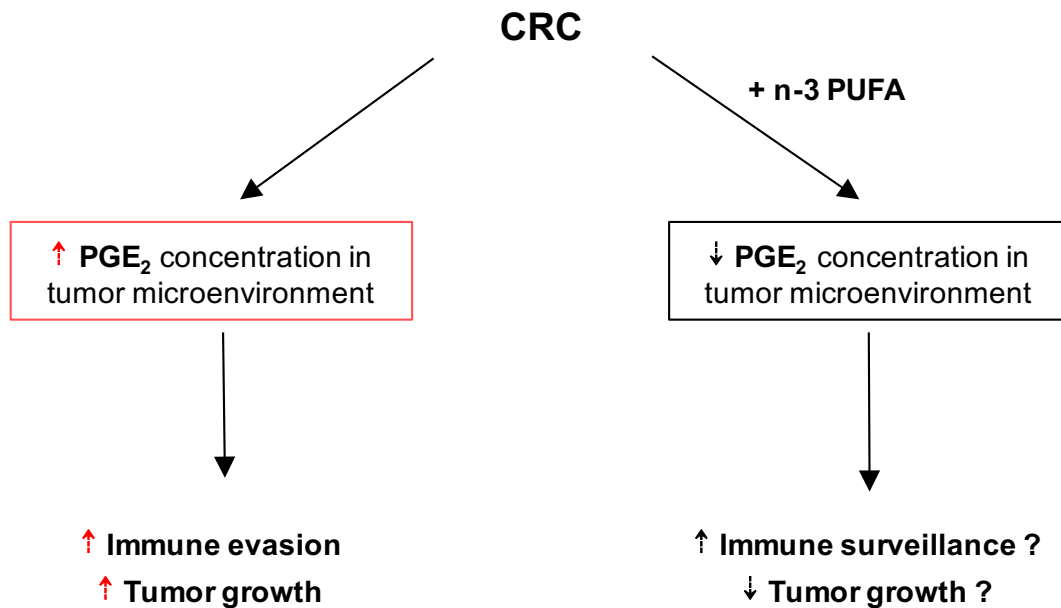 CRC
+ n-3 PUFA
↑ PGE₂ concentration in
tumor microenvironment
↓ PGE₂ concentration in
tumor microenvironment
↑ Immune evasion
↑ Tumor growth
↑ Immune surveillance ?
↓ Tumor growth ?